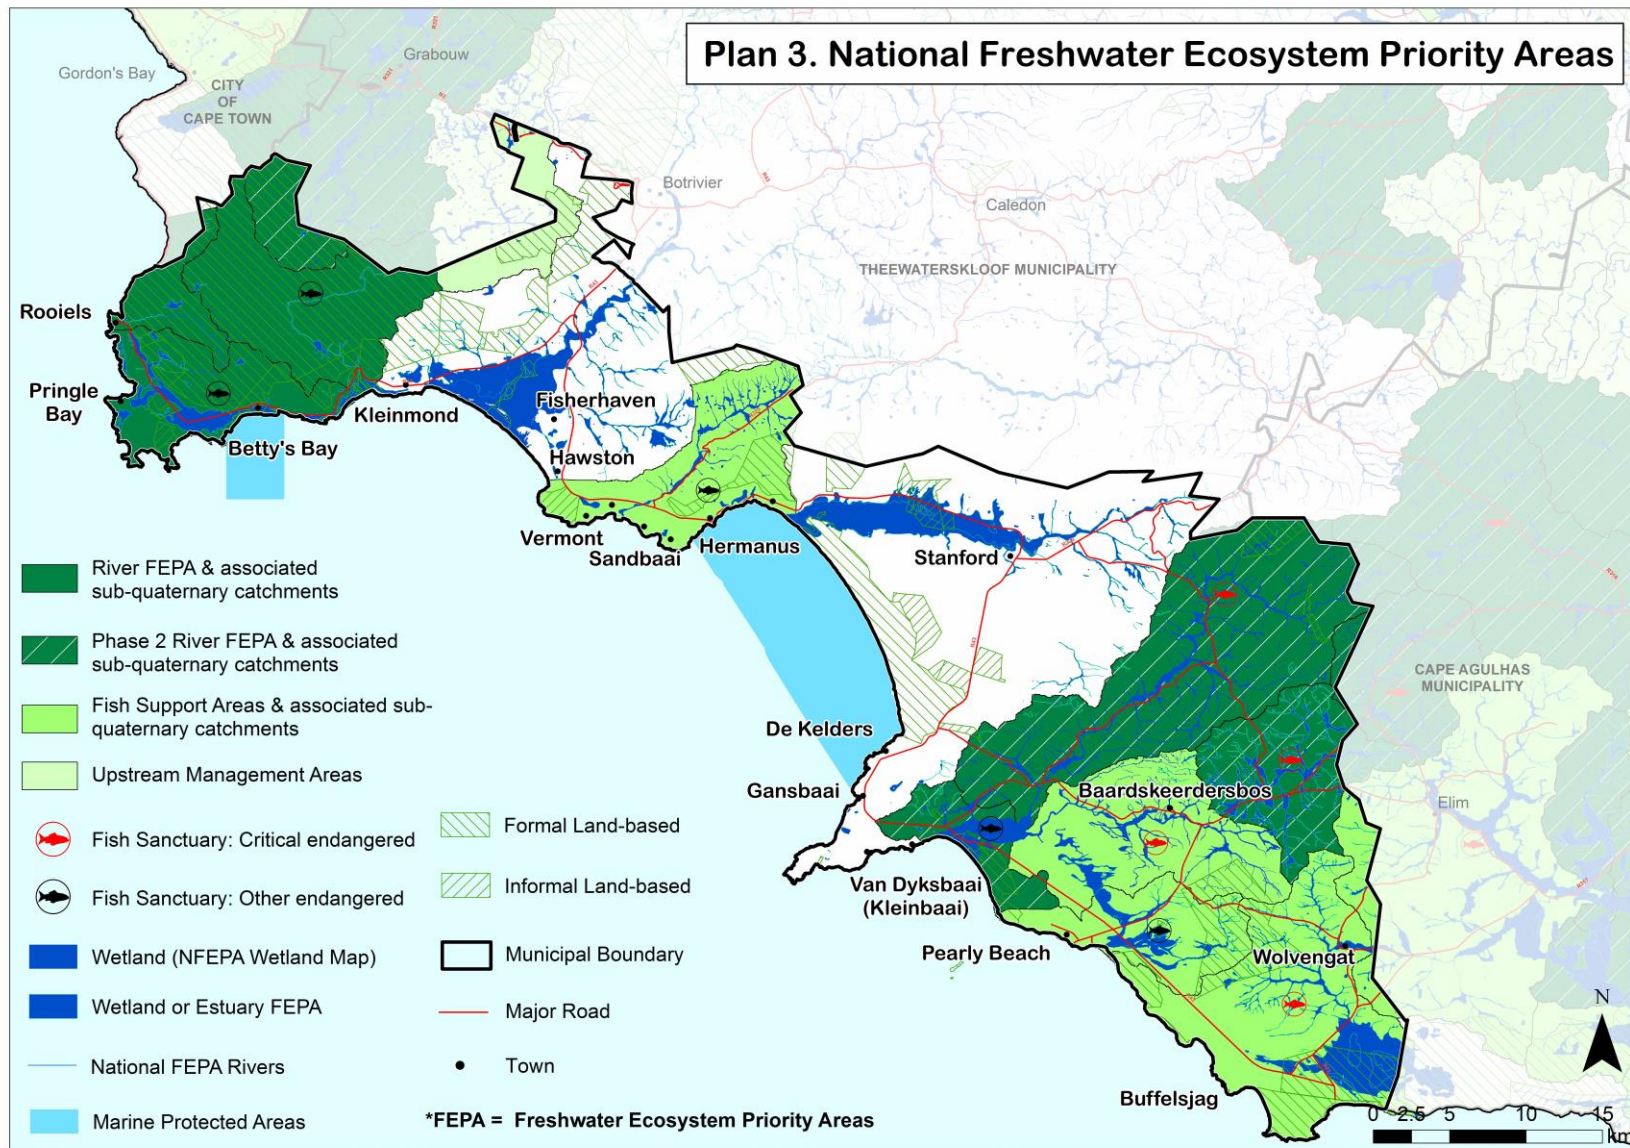 Plan 3. National Freshwater Ecosystem Priority Areas
Gordon's Bay
Grabouw
CITY
OF
CAPE TOWN
Botrivier
Caledon
THEEWATERSKLOOF MUNICIPALITY
Rooiels
Pringle
Bay
Betty's Bay
Kleinmond
Fisherhaven
Hawston
Vermont
Sandbaai
Hermanus
Stanford
CAPE AGULHAS
MUNICIPALITY
De Kelders
Gansbaai
Baardskeerdersbos
Elim
Van Dyksbaai
(Kleinbaai)
Pearly Beach
Wolvengat
Buffelsjag
R43
R43
R321
R316
River FEPA & associated
sub-quaternary catchments
Phase 2 River FEPA & associated
sub-quaternary catchments
Fish Support Areas & associated sub-
quaternary catchments
Upstream Management Areas
Fish Sanctuary: Critical endangered
Fish Sanctuary: Other endangered
Wetland (NFEPA Wetland Map)
Wetland or Estuary FEPA
National FEPA Rivers
Marine Protected Areas
Formal Land-based
Informal Land-based
Municipal Boundary
Major Road
Town
*FEPA = Freshwater Ecosystem Priority Areas
N
0 2.5 5 10 15
km